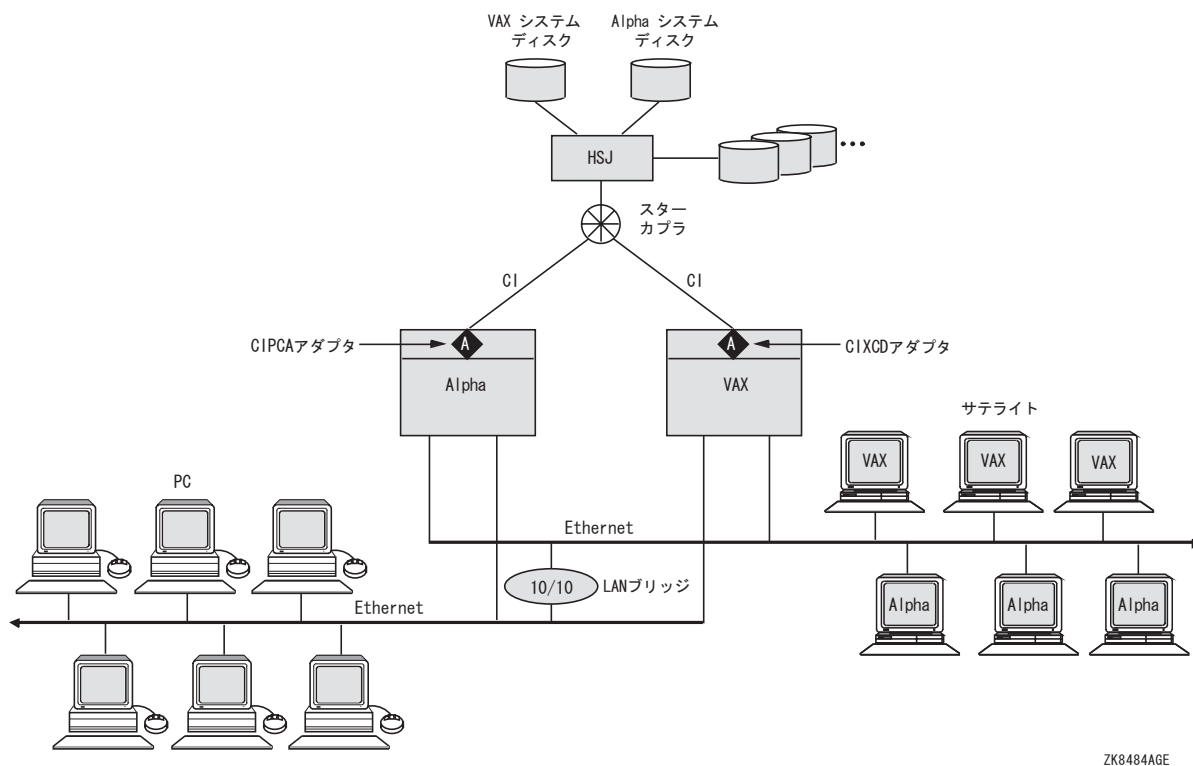 VAX システム
ディスク
Alpha システム
ディスク
HSJ
スター
カプラ
CI
CI
CIPCAアダプタ
A
A
CIXCDアダプタ
Alpha
VAX
サテライト
VAX
VAX
VAX
PC
Ethernet
10/10
LANブリッジ
Alpha
Alpha
Alpha
Ethernet
ZK8484AGE